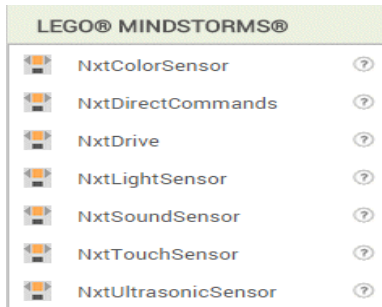 LEGO® MINDSTORMS®
NxtColorSensor ?
NxtDirectCommands ?
NxtDrive ?
NxtLightSensor ?
NxtSoundSensor ?
NxtTouchSensor ?
NxtUltrasonicSensor ?